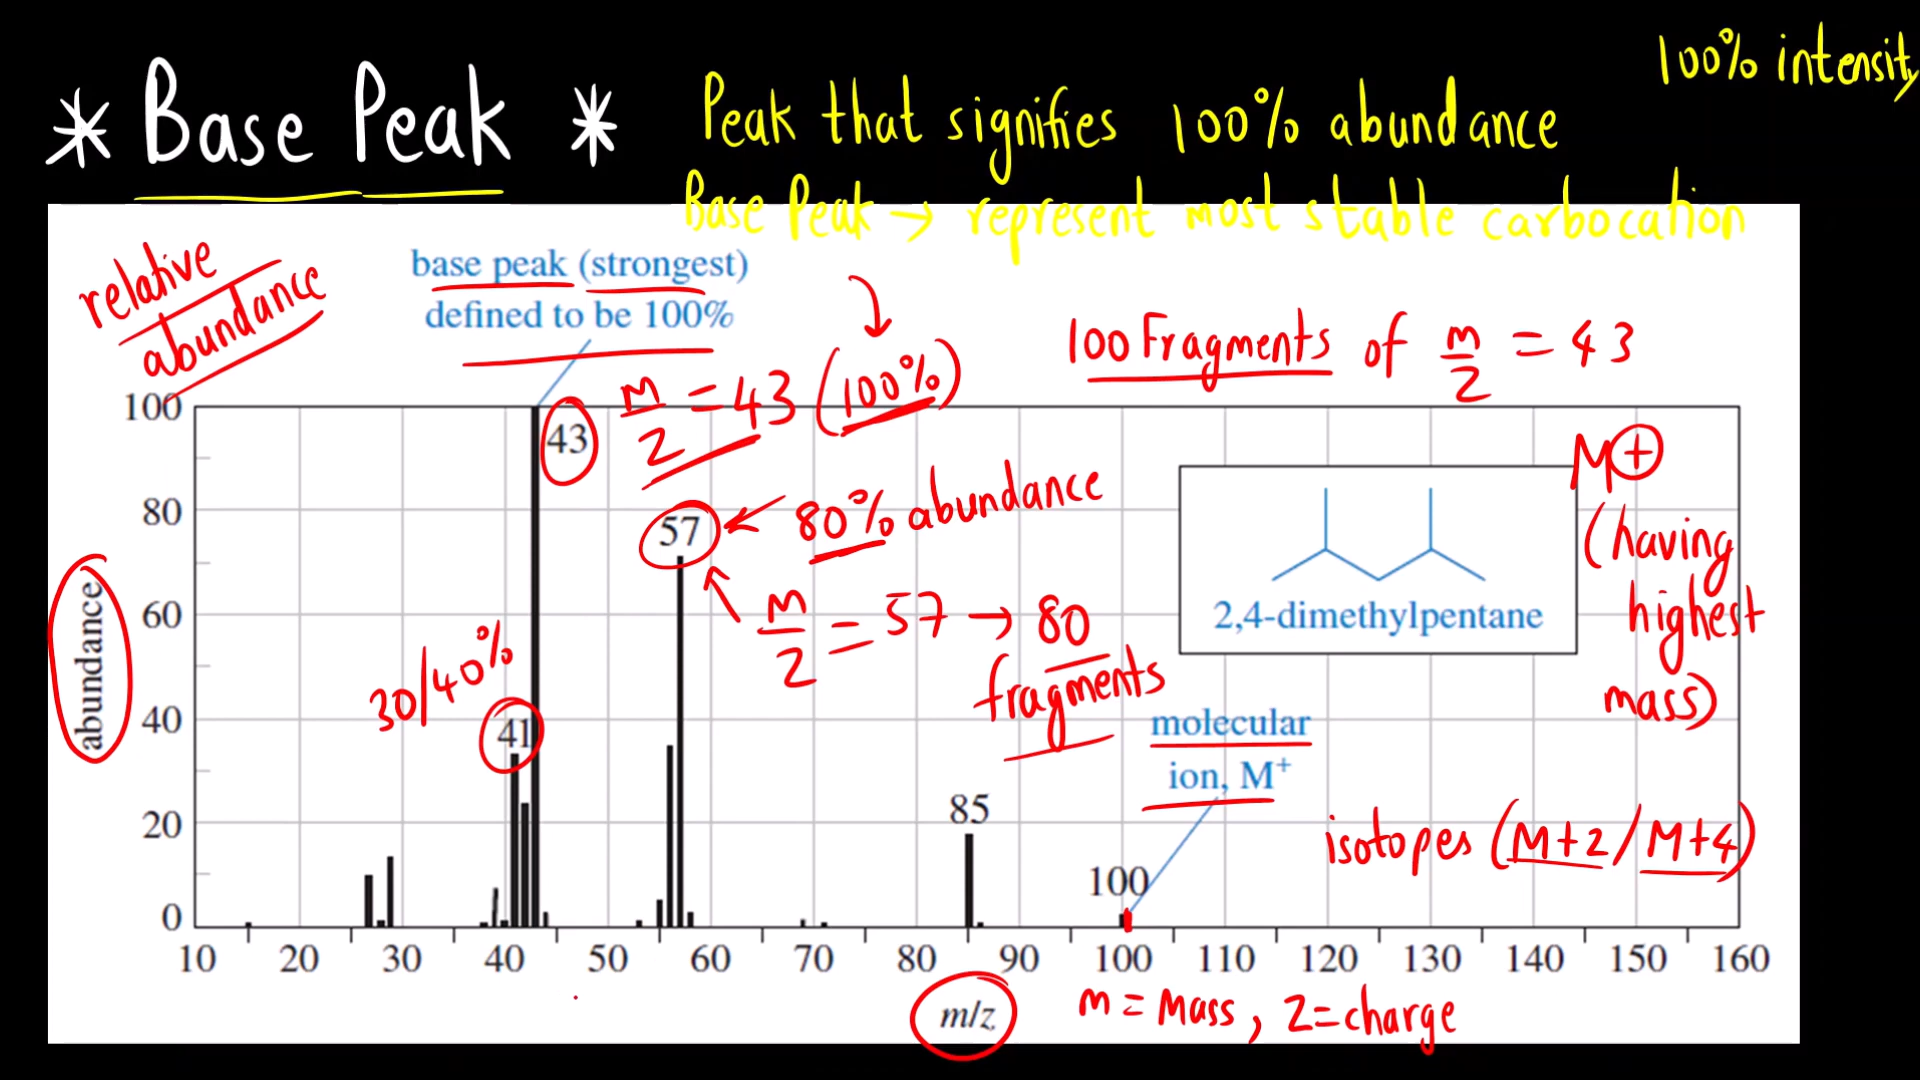 100% intensity
* Base Peak *
Peak that signifies 100% abundance
Base Peak → represent most stable carbocation
relative
abundance
base peak (strongest)
defined to be 100%
100 Fragments of m/z = 43
m/z = 43 (100%)
100
80
60
40
20
0
abundance
43
57
80% abundance
m/z = 57 → 80
fragments
30/40%
41
85
100
2,4-dimethylpentane
M+
(having
highest
mass)
molecular
ion, M+
isotopes (M+2/M+4)
10 20 30 40 50 60 70 80 90 100 110 120 130 140 150 160
m/z
m = Mass, z = charge